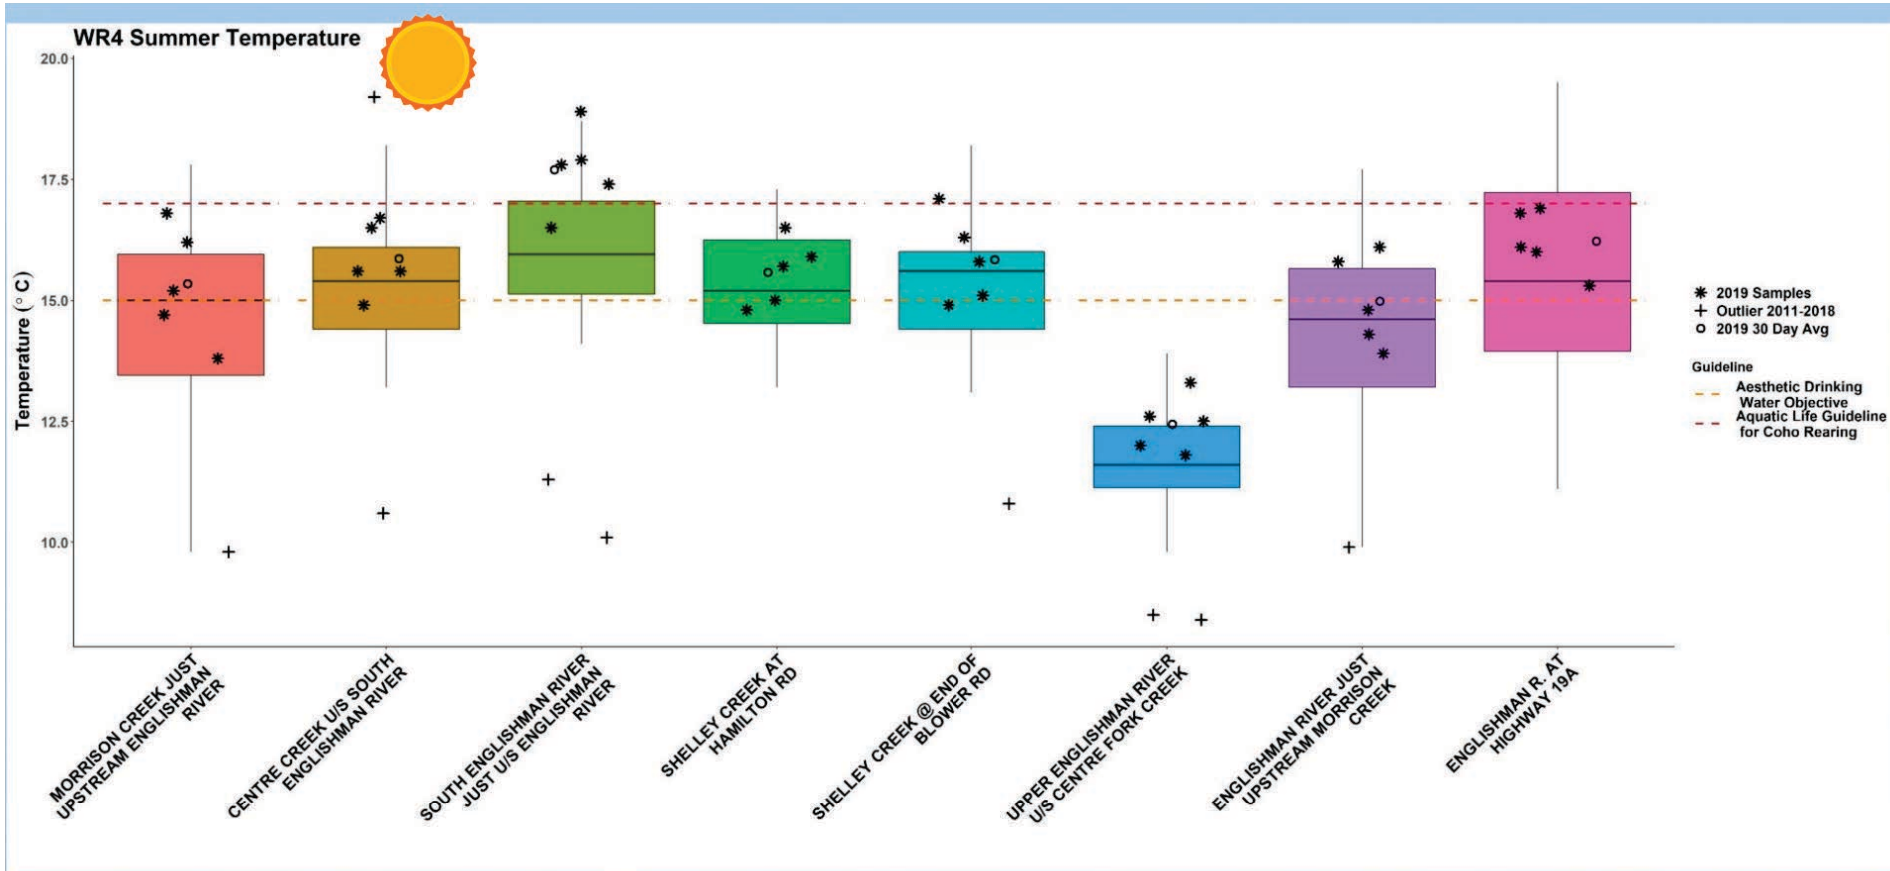 WR4 Summer Temperature
20.0
17.5
15.0
12.5
10.0
Temperature (° C)
MORRISON CREEK JUST
UPSTREAM ENGLISHMAN
RIVER
CENTRE CREEK U/S SOUTH
ENGLISHMAN RIVER
SOUTH ENGLISHMAN RIVER
JUST U/S ENGLISHMAN
RIVER
SHELLEY CREEK AT
HAMILTON RD
SHELLEY CREEK @ END OF
BLOWER RD
UPPER ENGLISHMAN RIVER
U/S CENTRE FORK CREEK
ENGLISHMAN RIVER JUST
UPSTREAM MORRISON
CREEK
ENGLISHMAN R. AT
HIGHWAY 19A
2019 Samples
Outlier 2011-2018
2019 30 Day Avg
Guideline
Aesthetic Drinking
Water Objective
Aquatic Life Guideline
for Coho Rearing